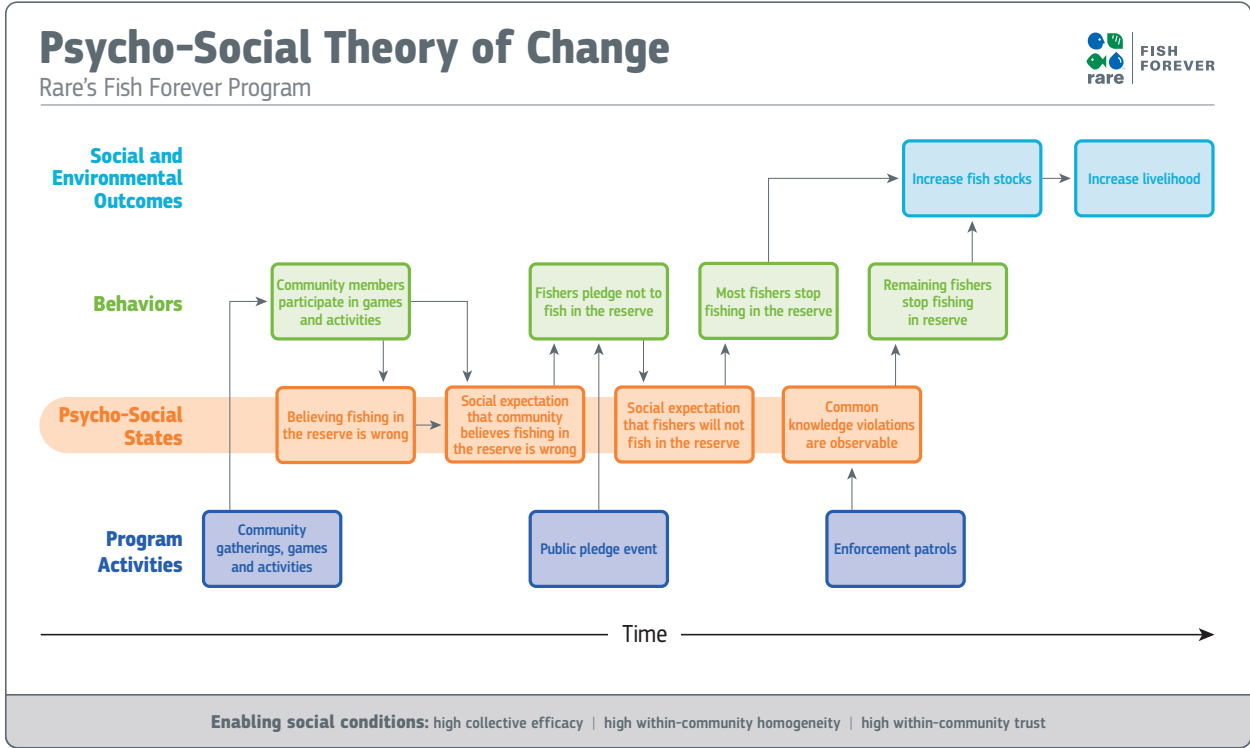 Psycho-Social Theory of Change
Rare's Fish Forever Program
rare
FISH
FOREVER
Social and
Environmental
Outcomes
Increase fish stocks
Increase livelihood
Behaviors
Community members
participate in games
and activities
Fishers pledge not to
fish in the reserve
Most fishers stop
fishing in the reserve
Remaining fishers
stop fishing
in reserve
Psycho-Social
States
Believing fishing in
the reserve is wrong
Social expectation
that community
believes fishing in
the reserve is wrong
Social expectation
that fishers will not
fish in the reserve
Common
knowledge violations
are observable
Program
Activities
Community
gatherings, games
and activities
Public pledge event
Enforcement patrols
Time
Enabling social conditions: high collective efficacy | high within-community homogeneity | high within-community trust